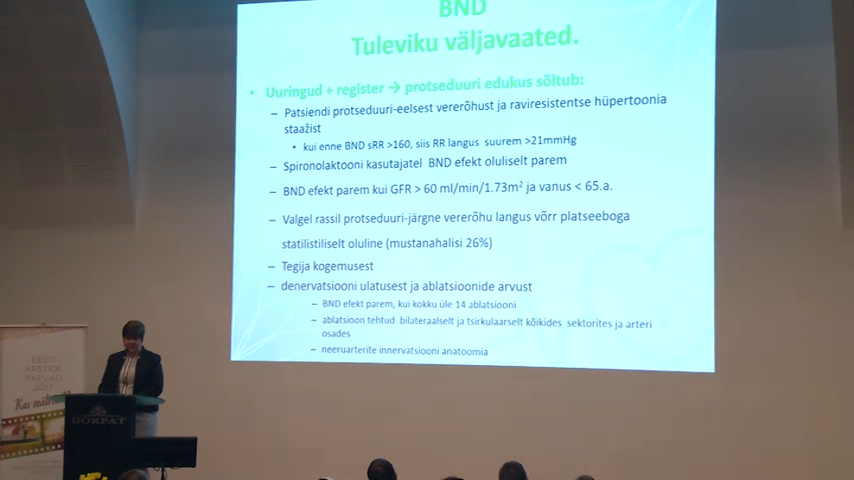 BND
Tuleviku väljavaated.
• Uuringud + register → protseduuri edukus sõltub:
– Patsiendi protseduuri-eelsest vererõhust ja raviresistentse hüpertoonia
staažist
• kui enne BND sRR >160, siis RR langus suurem >21mmHg
– Spironolaktooni kasutajatel BND efekt oluliselt parem
– BND efekt parem kui GFR > 60 ml/min/1.73m² ja vanus < 65.a.
– Valgel rassil protseduuri-järgne vererõhu langus võrr platseeboga
statilistiliselt oluline (mustanahalisi 26%)
– Tegija kogemusest
– denervatsiooni ulatusest ja ablatsioonide arvust
– BND efekt parem, kui kokku üle 14 ablatsiooni
– ablatsioon tehtud bilateraalselt ja tsirkulaarselt kõikides sektorites ja arteri
osades
– neeruarterite innervatsiooni anatoomia
EESTI
ARSTIDE
PÄEVAD
DORPAT